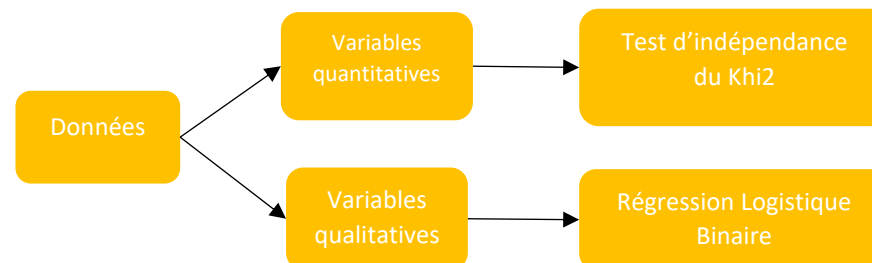 Données
Variables
quantitatives
Test d’indépendance
du Khi2
Variables
qualitatives
Régression Logistique
Binaire